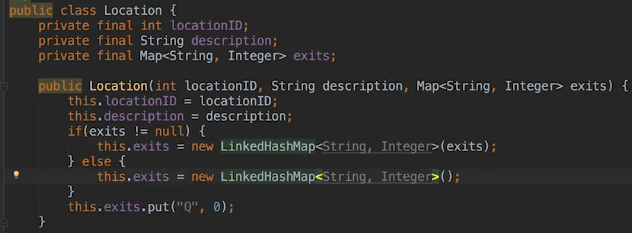 public class Location {
    private final int locationID;
    private final String description;
    private final Map<String, Integer> exits;

    public Location(int locationID, String description, Map<String, Integer> exits) {
        this.locationID = locationID;
        this.description = description;
        if(exits != null) {
            this.exits = new LinkedHashMap<String, Integer>(exits);
        } else {
            this.exits = new LinkedHashMap<String, Integer>();
        }
        this.exits.put("Q", 0);
    }